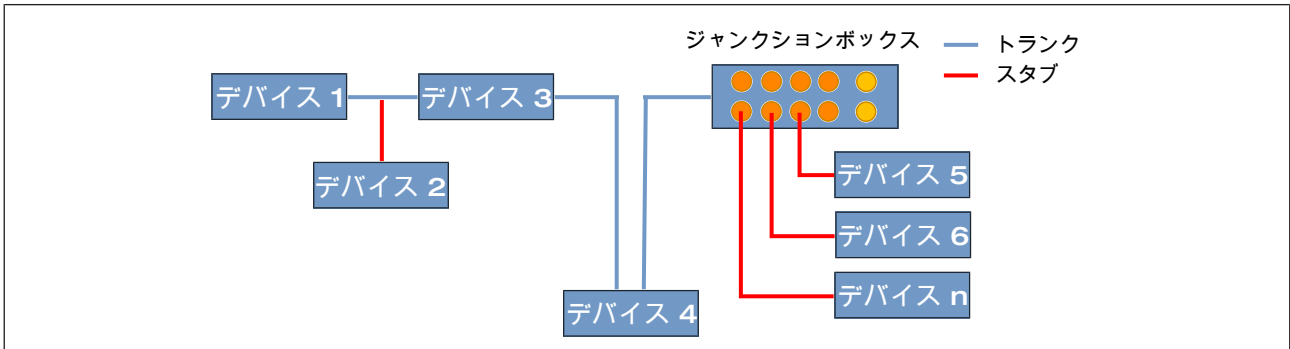 ジャンクションボックス
トランク
スタブ
デバイス 1
デバイス 3
デバイス 2
デバイス 5
デバイス 6
デバイス n
デバイス 4